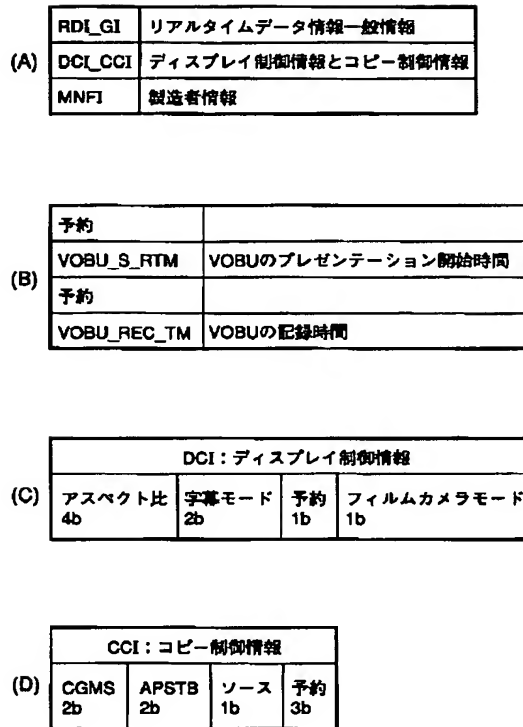 (A)
RDI_GI リアルタイムデータ情報一般情報
DCI_CCI ディスプレイ制御情報とコピー制御情報
MNFI 製造者情報
(B)
予約
VOBU_S_RTM VOBUのプレゼンテーション開始時間
予約
VOBU_REC_TM VOBUの記録時間
(C)
DCI:ディスプレイ制御情報
アスペクト比 字幕モード 予約 フィルムカメラモード
4b 2b 1b 1b
(D)
CCI:コピー制御情報
CGMS APSTB ソース 予約
2b 2b 1b 3b